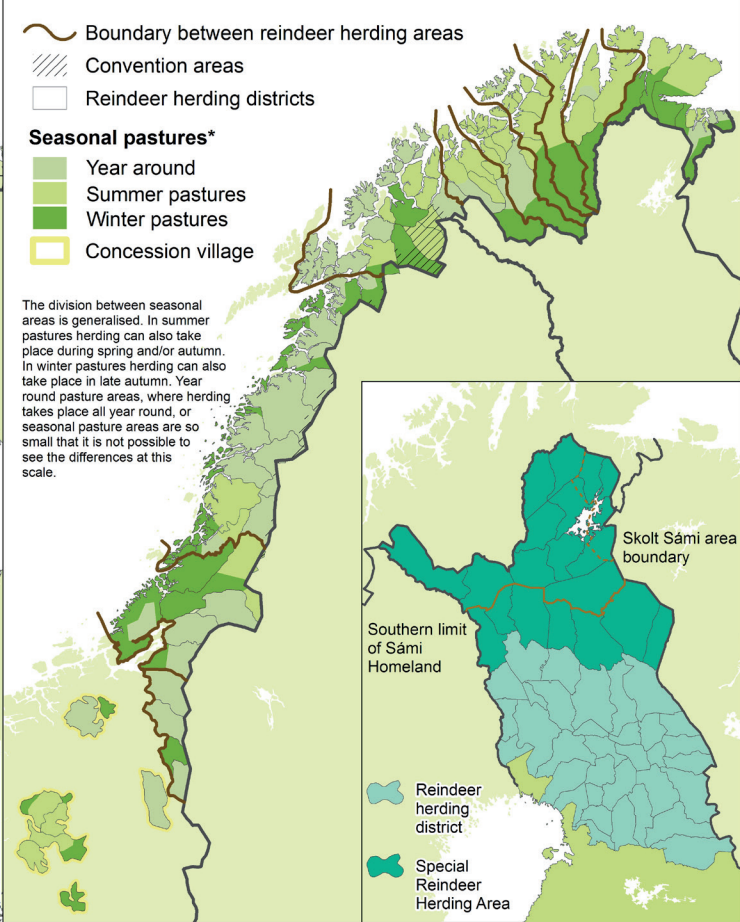 Boundary between reindeer herding areas
Convention areas
Reindeer herding districts
Seasonal pastures*
Year around
Summer pastures
Winter pastures
Concession village
The division between seasonal
areas is generalised. In summer
pastures herding can also take
place during spring and/or autumn.
In winter pastures herding can also
take place in late autumn. Year
round pasture areas, where herding
takes place all year round, or
seasonal pasture areas are so
small that it is not possible to
see the differences at this
scale.
Skolt Sámi area
boundary
Southern limit
of Sámi
Homeland
Reindeer
herding
district
Special
Reindeer
Herding Area